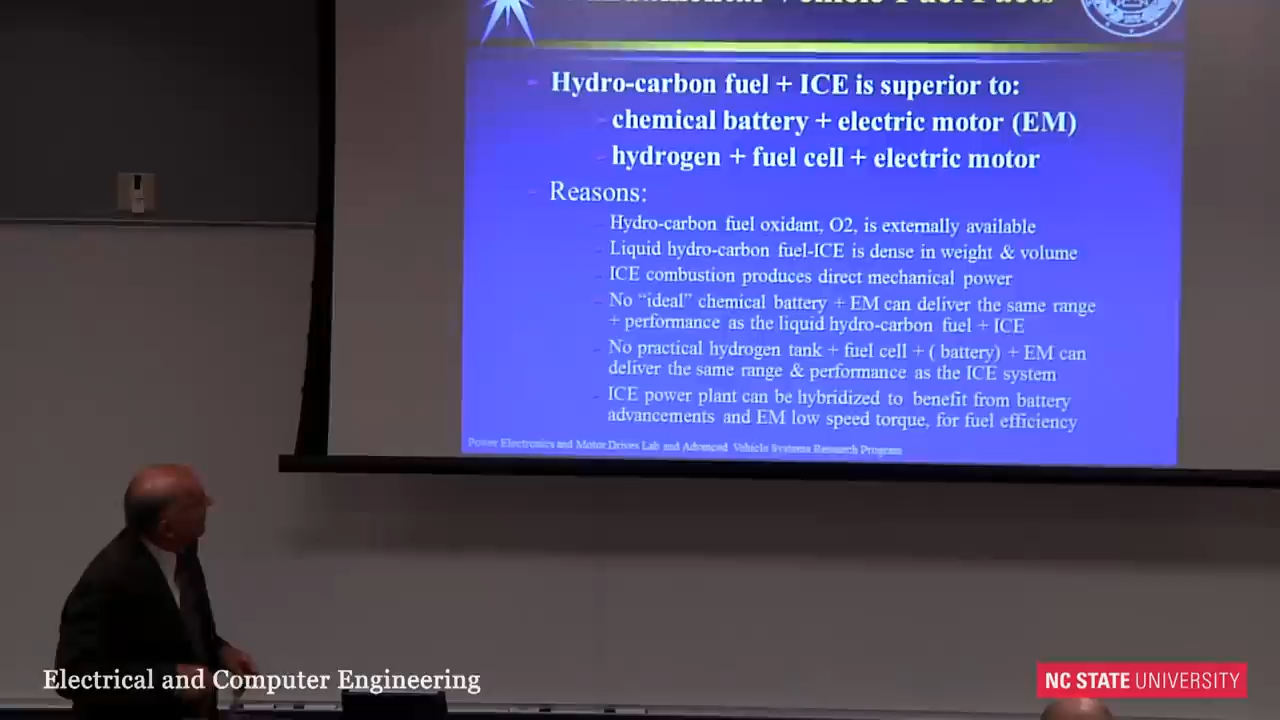 Vehicle Fuel Facts
Hydro-carbon fuel + ICE is superior to:
chemical battery + electric motor (EM)
hydrogen + fuel cell + electric motor
Reasons:
Hydro-carbon fuel oxidant, O2, is externally available
Liquid hydro-carbon fuel-ICE is dense in weight & volume
ICE combustion produces direct mechanical power
No “ideal” chemical battery + EM can deliver the same range
+ performance as the liquid hydro-carbon fuel + ICE
No practical hydrogen tank + fuel cell + ( battery) + EM can
deliver the same range & performance as the ICE system
ICE power plant can be hybridized to benefit from battery
advancements and EM low speed torque, for fuel efficiency
Power Electronics and Motor Drives Lab and Advanced Vehicle Systems Research Program
Electrical and Computer Engineering
NC STATE UNIVERSITY